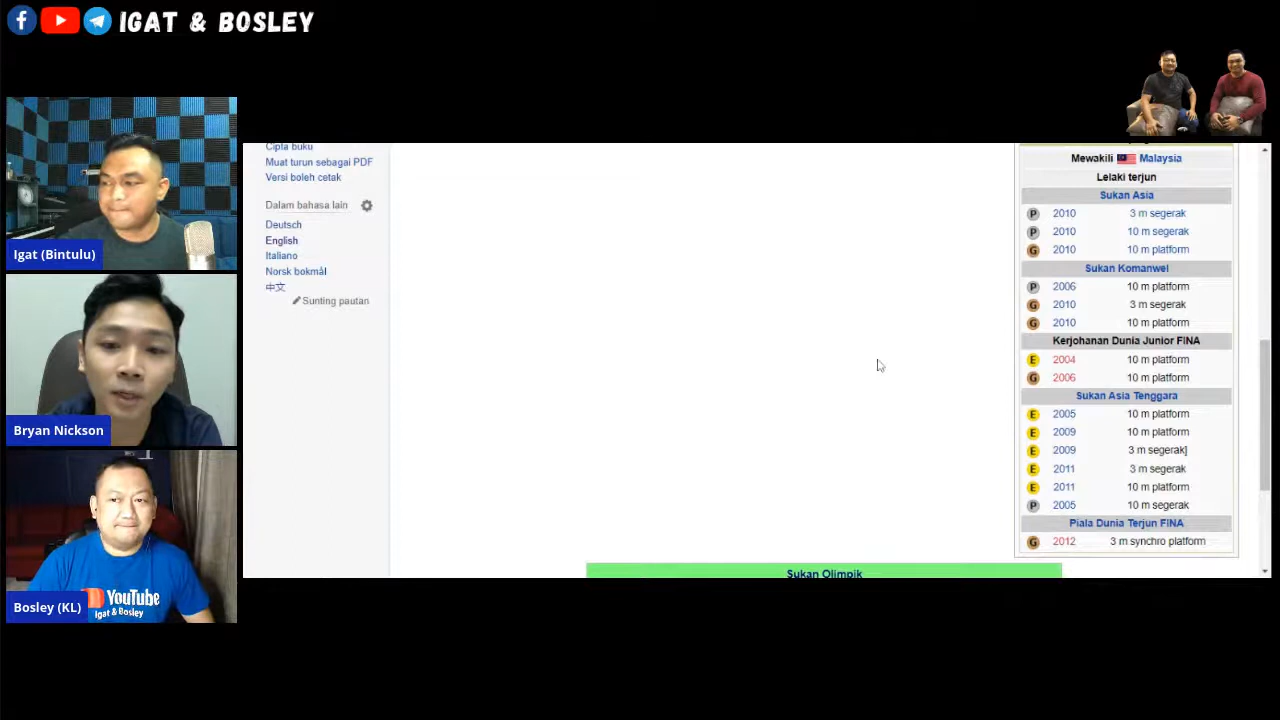 IGAT & BOSLEY
Igat (Bintulu)
Bryan Nickson
YouTube
Igat & Bosley
Bosley (KL)
Cipta buku
Muat turun sebagai PDF
Versi boleh cetak
Dalam bahasa lain
Deutsch
English
Italiano
Norsk bokmål
中文
Sunting pautan
Mewakili Malaysia
Lelaki terjun
Sukan Asia
P 2010 3 m segerak
P 2010 10 m segerak
G 2010 10 m platform
Sukan Komanwel
P 2006 10 m platform
G 2010 3 m segerak
G 2010 10 m platform
Kerjohanan Dunia Junior FINA
E 2004 10 m platform
G 2006 10 m platform
Sukan Asia Tenggara
E 2005 10 m platform
E 2009 10 m platform
E 2009 3 m segerak]
E 2011 3 m segerak
E 2011 10 m platform
P 2005 10 m segerak
Piala Dunia Terjun FINA
G 2012 3 m synchro platform
Sukan Olimpik